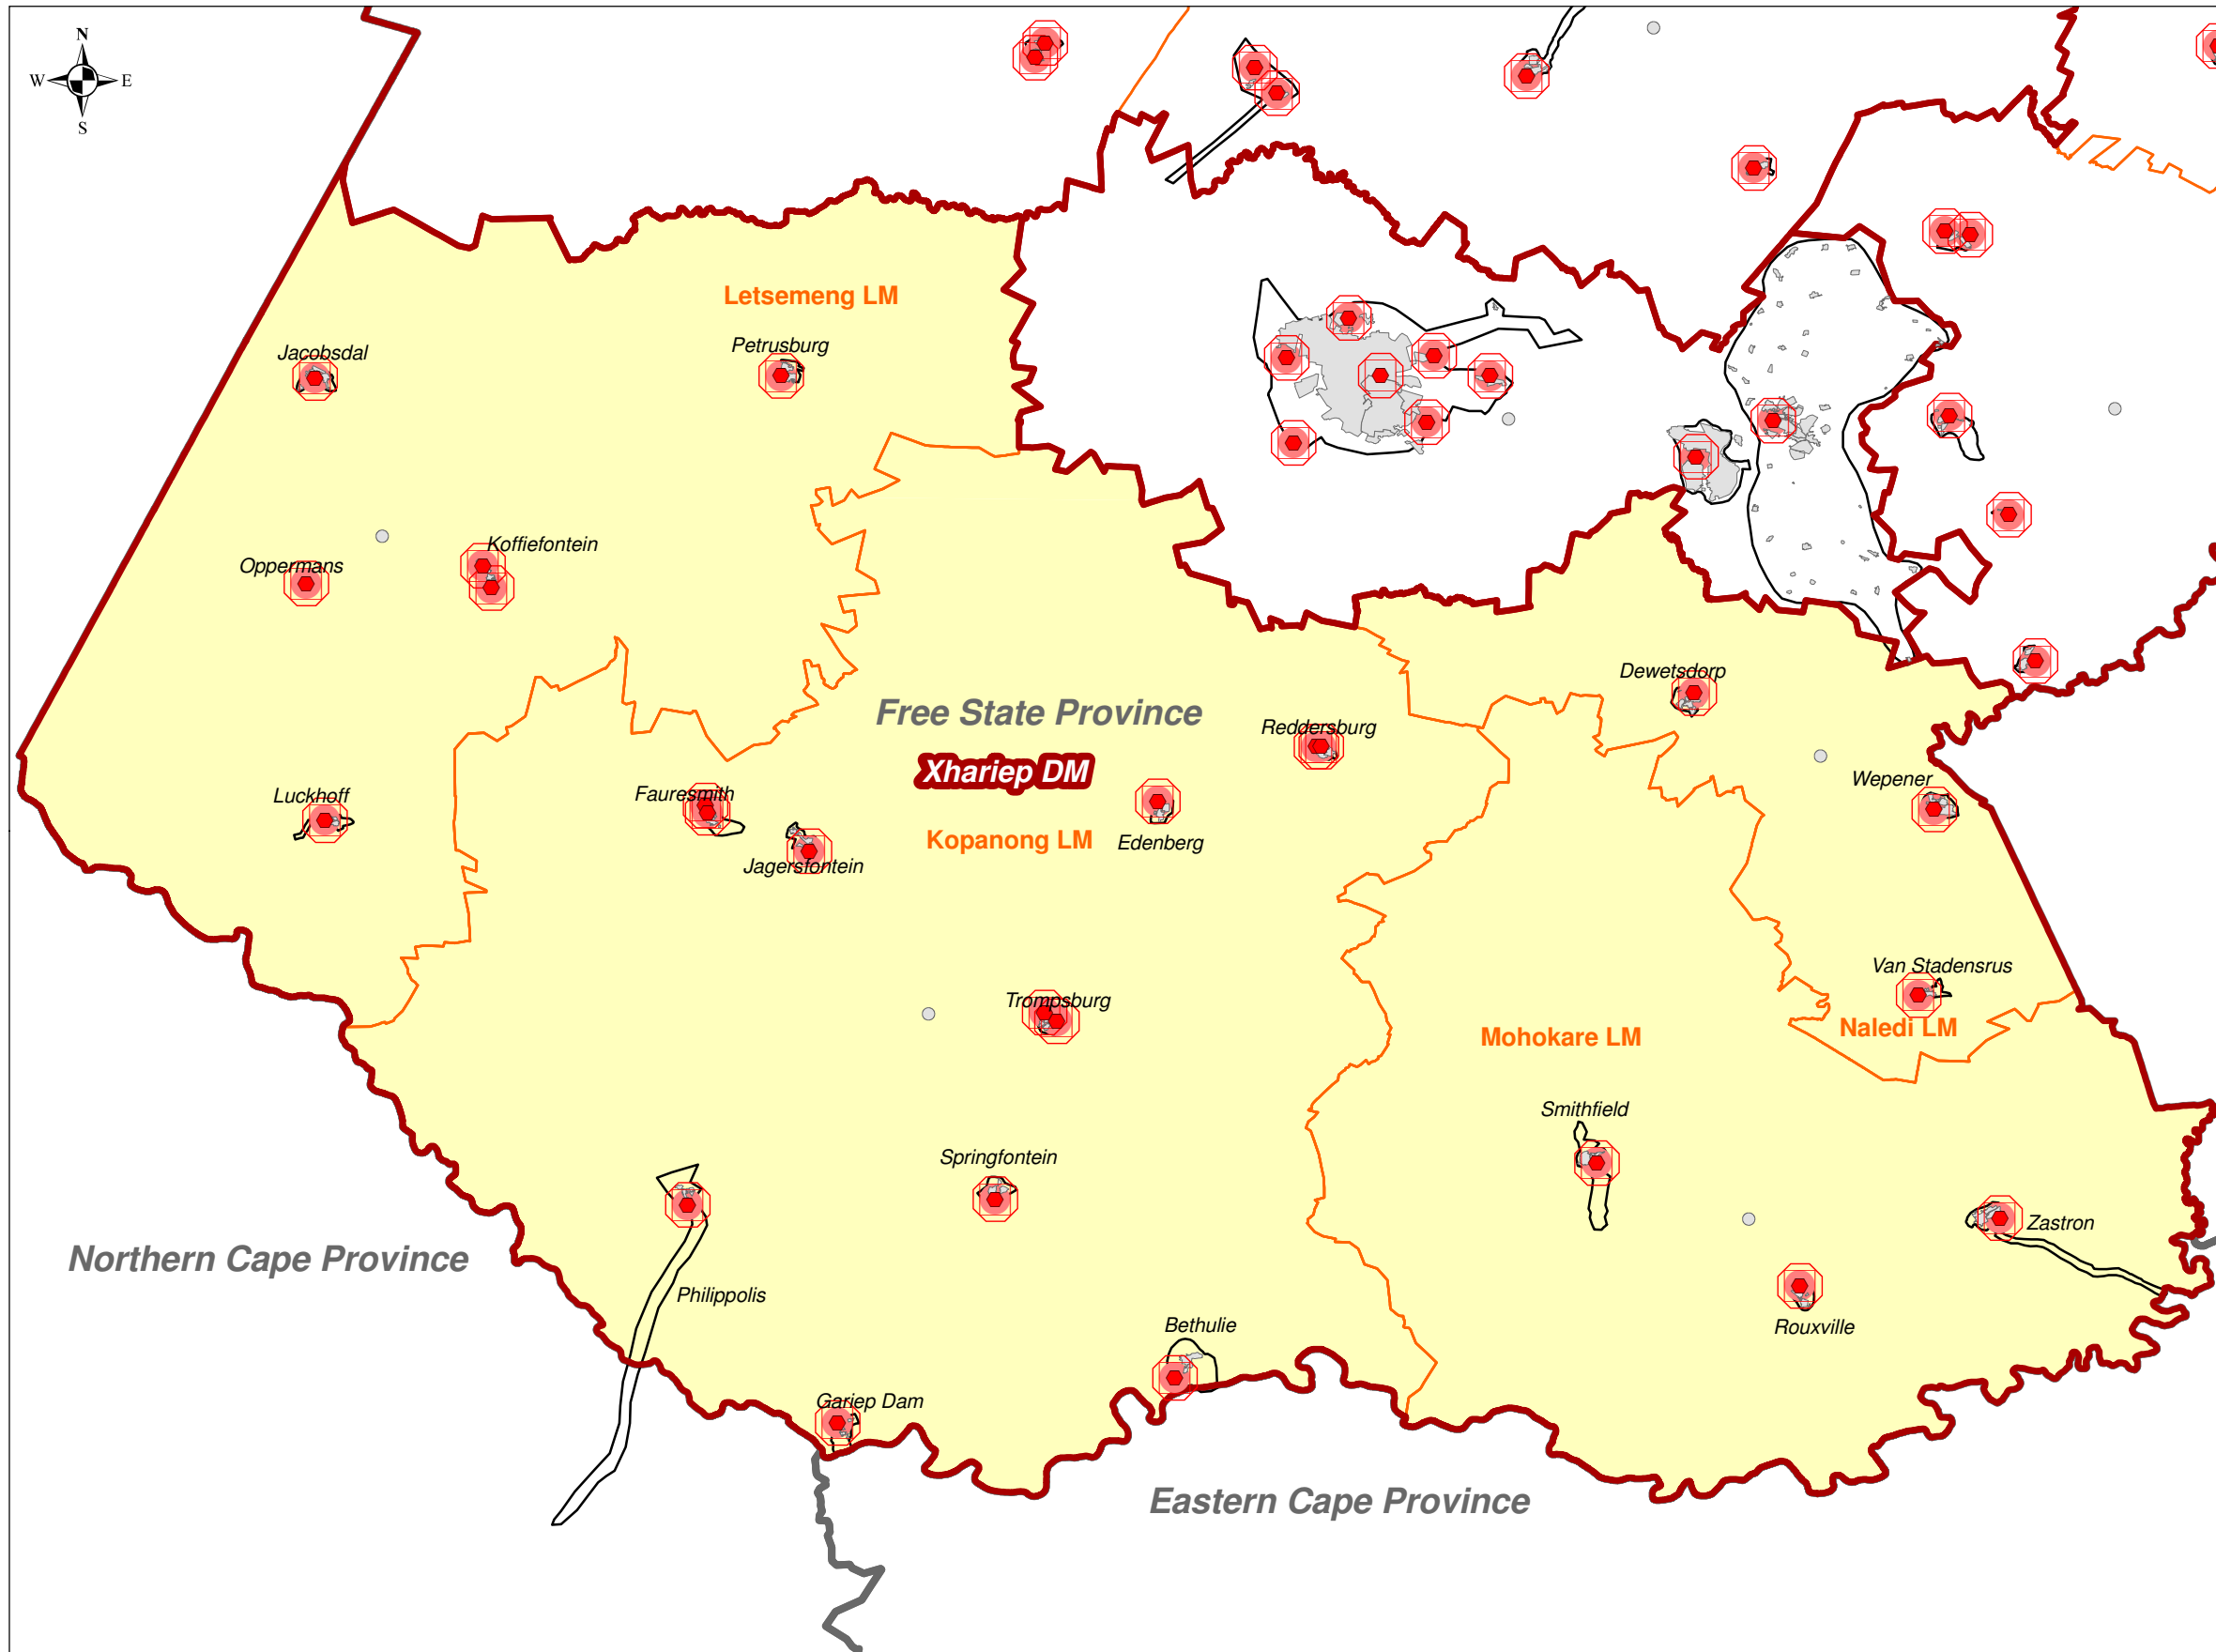 N
W E
S
Letsemeng LM
Jacobsdal
Petrusburg
Koffiefontein
Oppermans
Dewetsdorp
Free State Province
Reddersburg
Xhariep DM
Wepener
Luckhoff
Fauresmith
Kopanong LM
Edenberg
Jagersfontein
Van Stadensrus
Trompsburg
Naledi LM
Mohokare LM
Smithfield
Springfontein
Zastron
Northern Cape Province
Philippolis
Bethulie
Rouxville
Gariep Dam
Eastern Cape Province